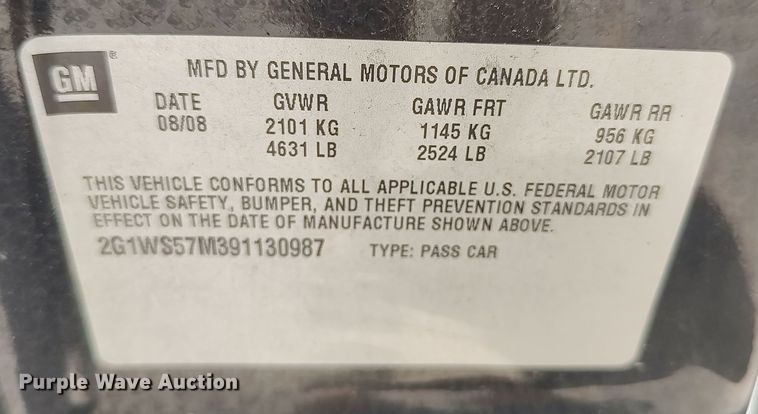 GM®
MFD BY GENERAL MOTORS OF CANADA LTD.
DATE GVWR GAWR FRT GAWR RR
08/08 2101 KG 1145 KG 956 KG
4631 LB 2524 LB 2107 LB
THIS VEHICLE CONFORMS TO ALL APPLICABLE U.S. FEDERAL MOTOR
VEHICLE SAFETY, BUMPER, AND THEFT PREVENTION STANDARDS IN
EFFECT ON THE DATE OF MANUFACTURE SHOWN ABOVE.
2G1WS57M391130987 TYPE: PASS CAR
Purple Wave Auction